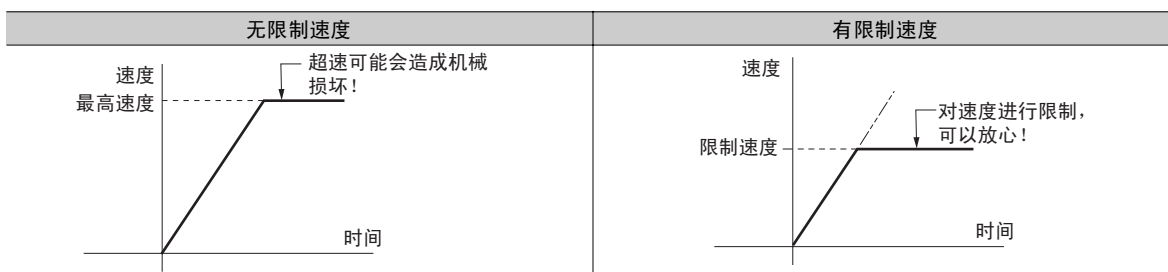 无限制速度
有限制速度
速度
最高速度
超速可能会造成机械
损坏！
时间
速度
限制速度
对速度进行限制，
可以放心！
时间